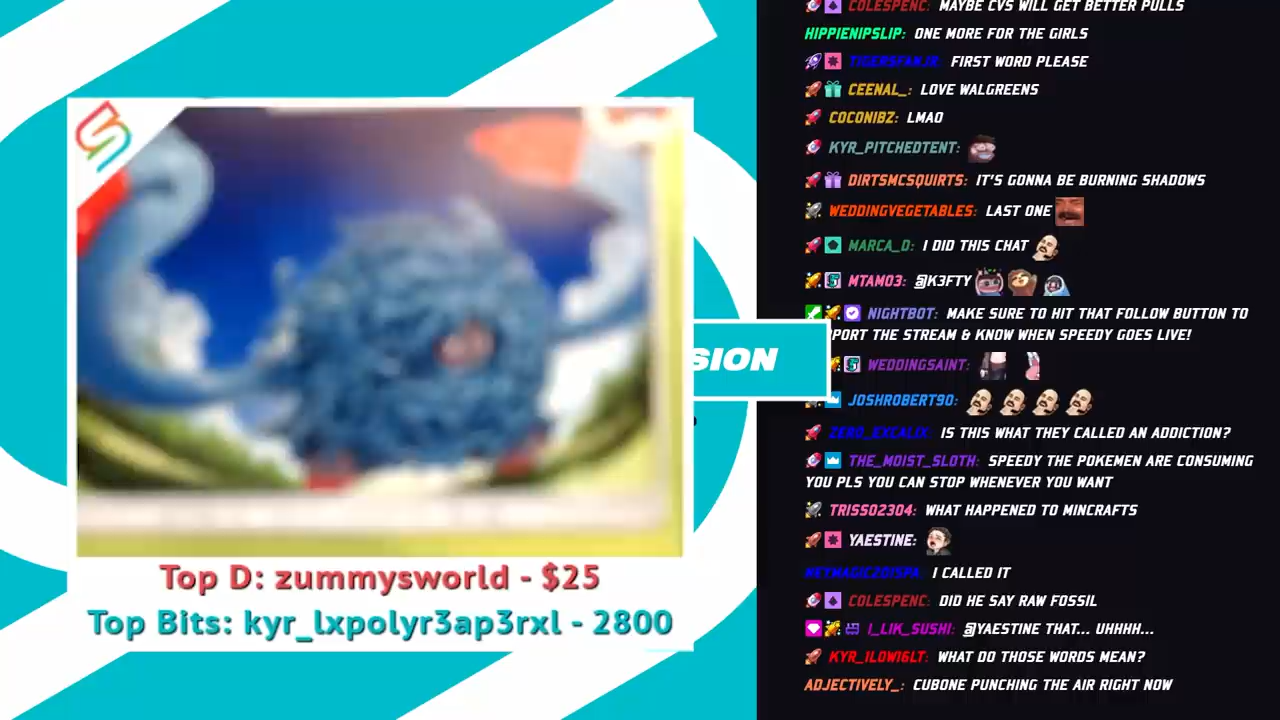 SION
Top D: zummysworld - $25
Top Bits: kyr_lxpolyr3ap3rxl - 2800
COLESPENC: MAYBE CVS WILL GET BETTER PULLS
HIPPIENIPSLIP: ONE MORE FOR THE GIRLS
TIGERSFANJR: FIRST WORD PLEASE
CEENAL_: LOVE WALGREENS
COCONIBZ: LMAO
KYR_PITCHEDTENT:
DIRTSMCSQUIRTS: IT'S GONNA BE BURNING SHADOWS
WEDDINGVEGETABLES: LAST ONE
MARCA_D: I DID THIS CHAT
MTAM03: @K3FTY
NIGHTBOT: MAKE SURE TO HIT THAT FOLLOW BUTTON TO
PORT THE STREAM & KNOW WHEN SPEEDY GOES LIVE!
WEDDINGSAINT:
JOSHROBERT90:
ZERO_EXCALIX: IS THIS WHAT THEY CALLED AN ADDICTION?
THE_MOIST_SLOTH: SPEEDY THE POKEMEN ARE CONSUMING
YOU PLS YOU CAN STOP WHENEVER YOU WANT
TRISSO2304: WHAT HAPPENED TO MINCRAFTS
YAESTINE:
I CALLED IT
COLESPENC: DID HE SAY RAW FOSSIL
I_LIK_SUSHI: @YAESTINE THAT... UHHHH...
KYR_ILOWI6LT: WHAT DO THOSE WORDS MEAN?
ADJECTIVELY_: CUBONE PUNCHING THE AIR RIGHT NOW